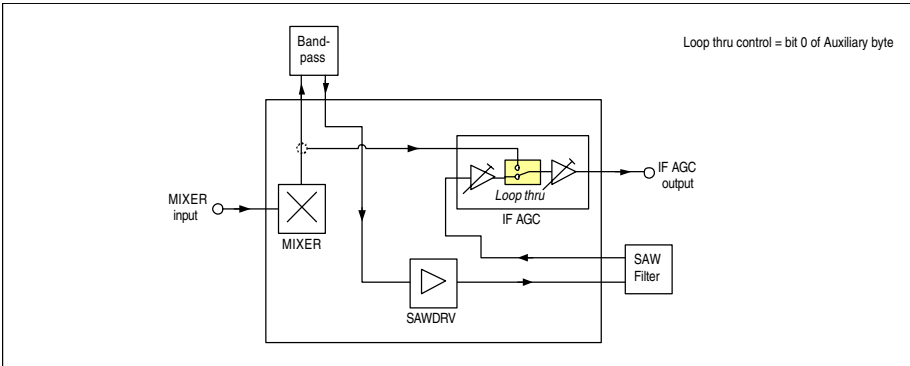 Band-
pass
Loop thru control = bit 0 of Auxiliary byte
MIXER
input
MIXER
Loop thru
IF AGC
IF AGC
output
SAWDRV
SAW
Filter